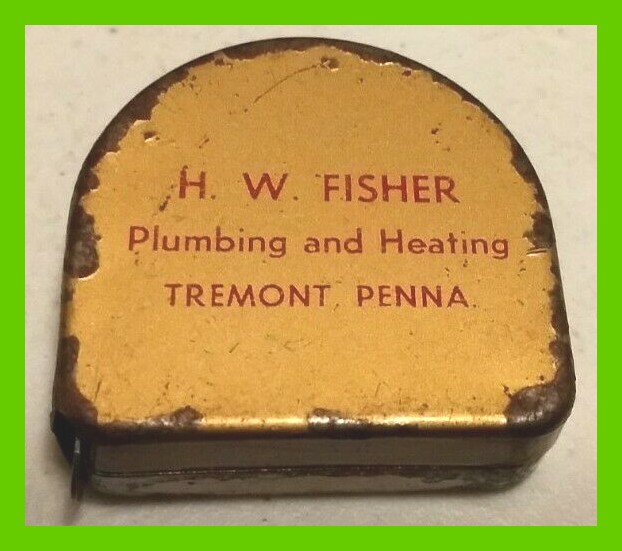 H. W. FISHER
Plumbing and Heating
TREMONT, PENNA.